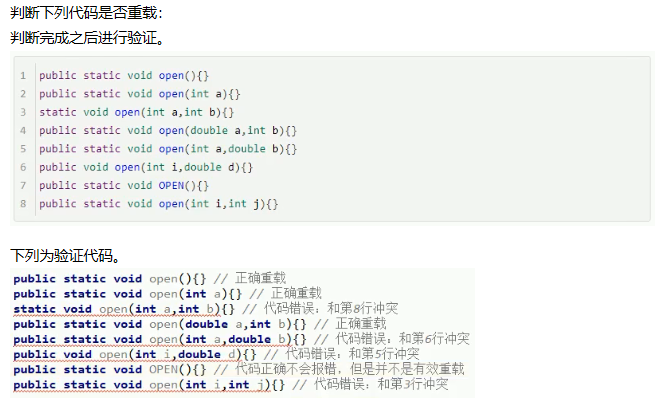 判断下列代码是否重载：
判断完成之后进行验证。
1 public static void open(){}
2 public static void open(int a){}
3 static void open(int a,int b){}
4 public static void open(double a,int b){}
5 public static void open(int a,double b){}
6 public void open(int i,double d){}
7 public static void OPEN(){}
8 public static void open(int i,int j){}
下列为验证代码。
public static void open(){} // 正确重载
public static void open(int a){} // 正确重载
static void open(int a,int b){} // 代码错误：和第8行冲突
public static void open(double a,int b){} // 正确重载
public static void open(int a,double b){} // 代码错误：和第6行冲突
public void open(int i,double d){} // 代码错误：和第5行冲突
public static void OPEN(){} // 代码正确不会报错，但是并不是有效重载
public static void open(int i,int j){} // 代码错误：和第3行冲突